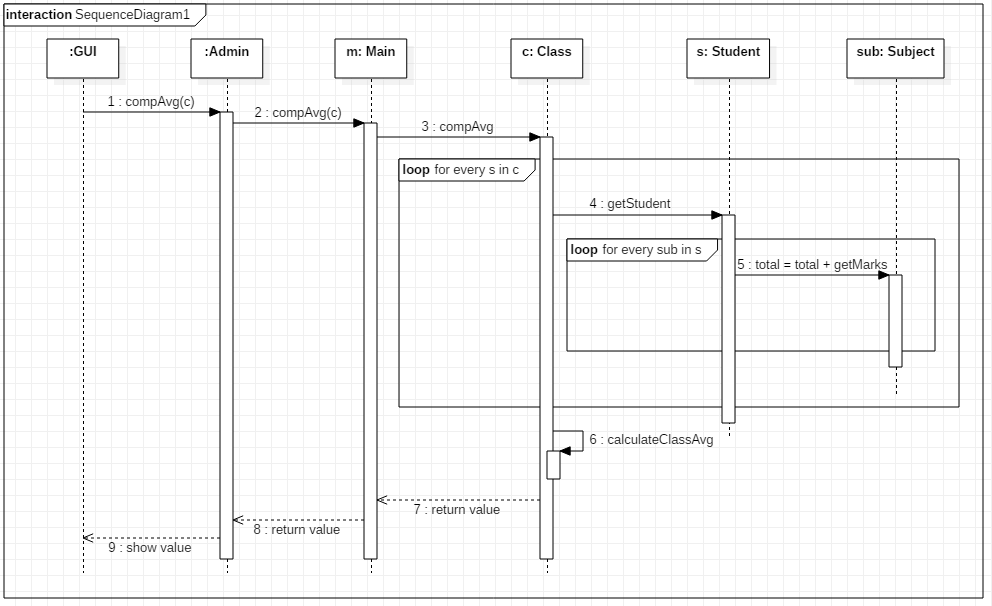 interaction SequenceDiagram1
:GUI
:Admin
m: Main
c: Class
s: Student
sub: Subject
1 : compAvg(c)
2 : compAvg(c)
3 : compAvg
loop for every s in c
4 : getStudent
loop for every sub in s
5 : total = total + getMarks
6 : calculateClassAvg
7 : return value
8 : return value
9 : show value